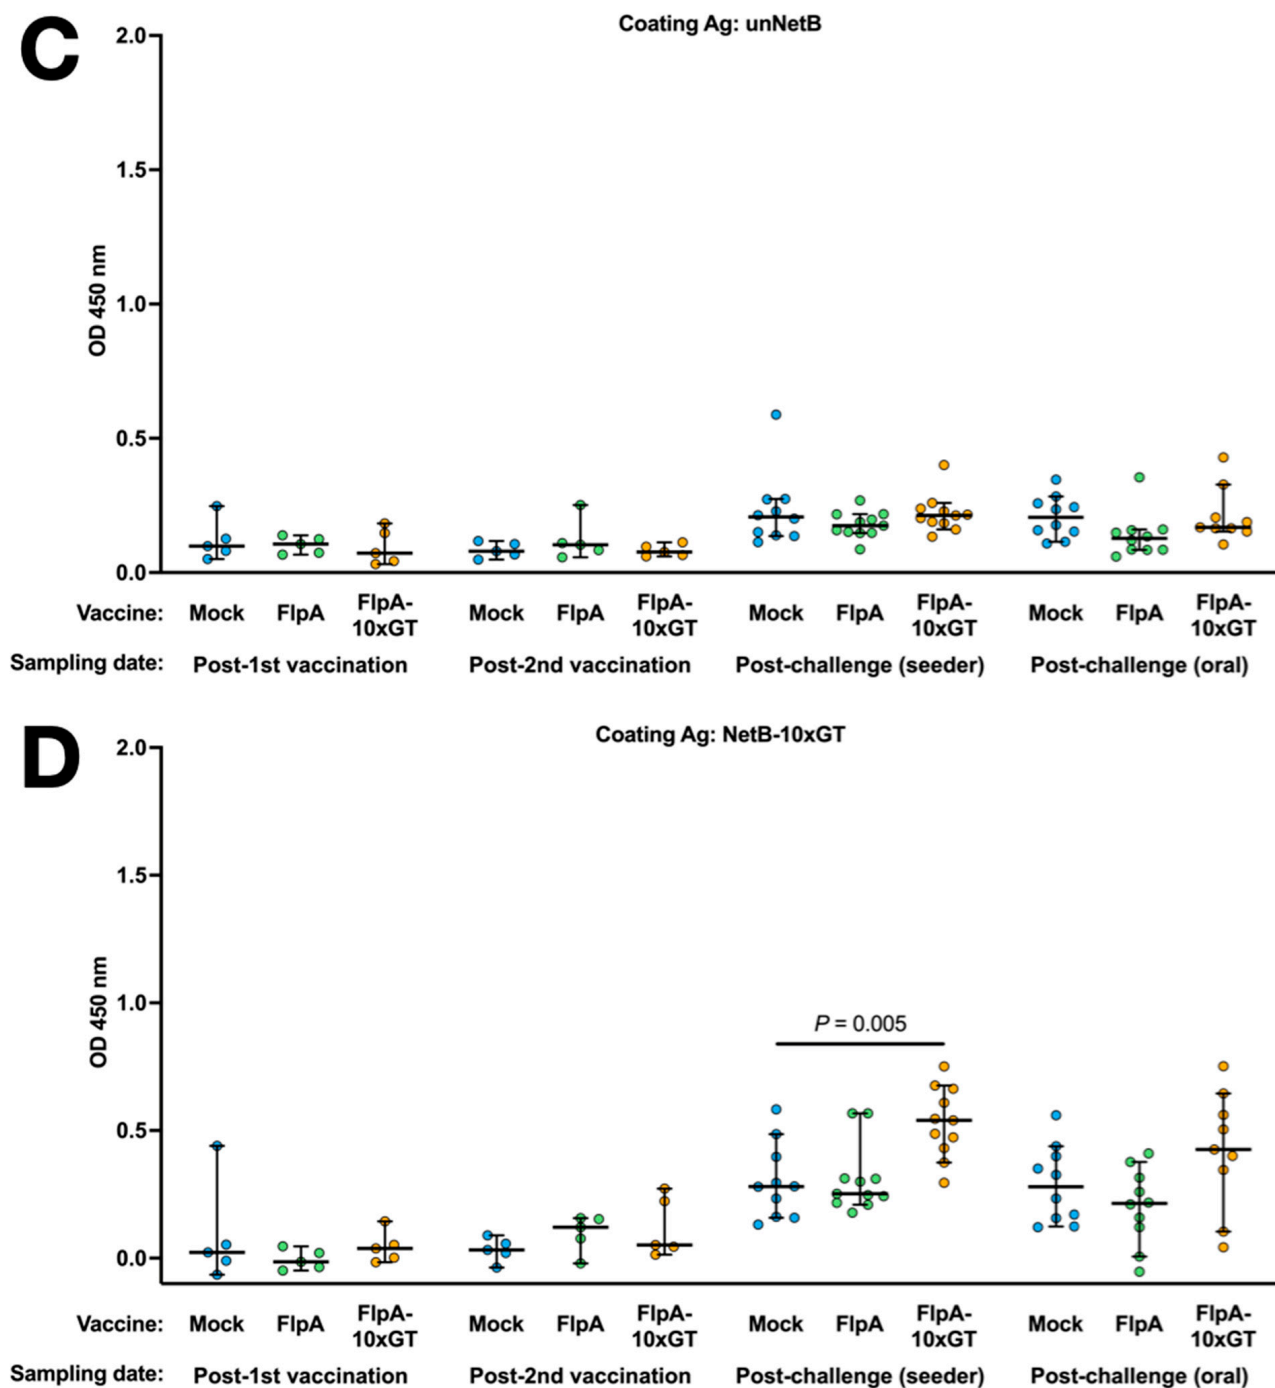 C
Coating Ag: unNetB
2.0
1.5
1.0
0.5
0.0
OD 450 nm
Vaccine: Mock FlpA FlpA-10xGT Mock FlpA FlpA-10xGT Mock FlpA FlpA-10xGT Mock FlpA FlpA-10xGT
Sampling date: Post-1st vaccination Post-2nd vaccination Post-challenge (seeder) Post-challenge (oral)
D
Coating Ag: NetB-10xGT
2.0
1.5
1.0
0.5
0.0
OD 450 nm
P = 0.005
Vaccine: Mock FlpA FlpA-10xGT Mock FlpA FlpA-10xGT Mock FlpA FlpA-10xGT Mock FlpA FlpA-10xGT
Sampling date: Post-1st vaccination Post-2nd vaccination Post-challenge (seeder) Post-challenge (oral)